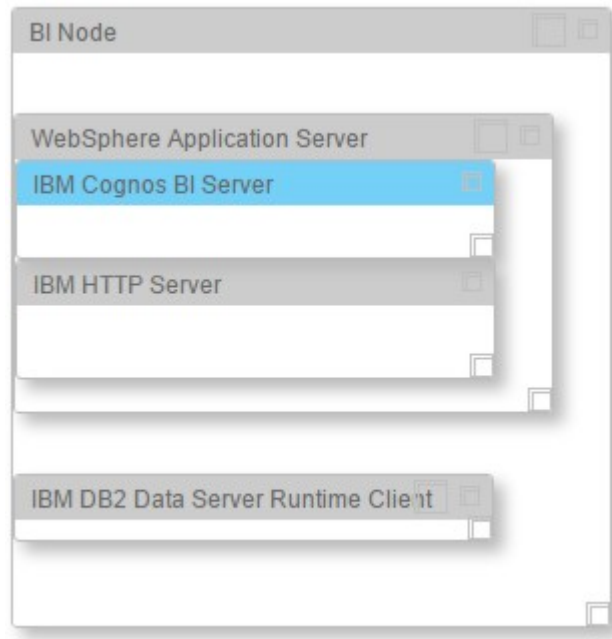 BI Node
WebSphere Application Server
IBM Cognos BI Server
IBM HTTP Server
IBM DB2 Data Server Runtime Client